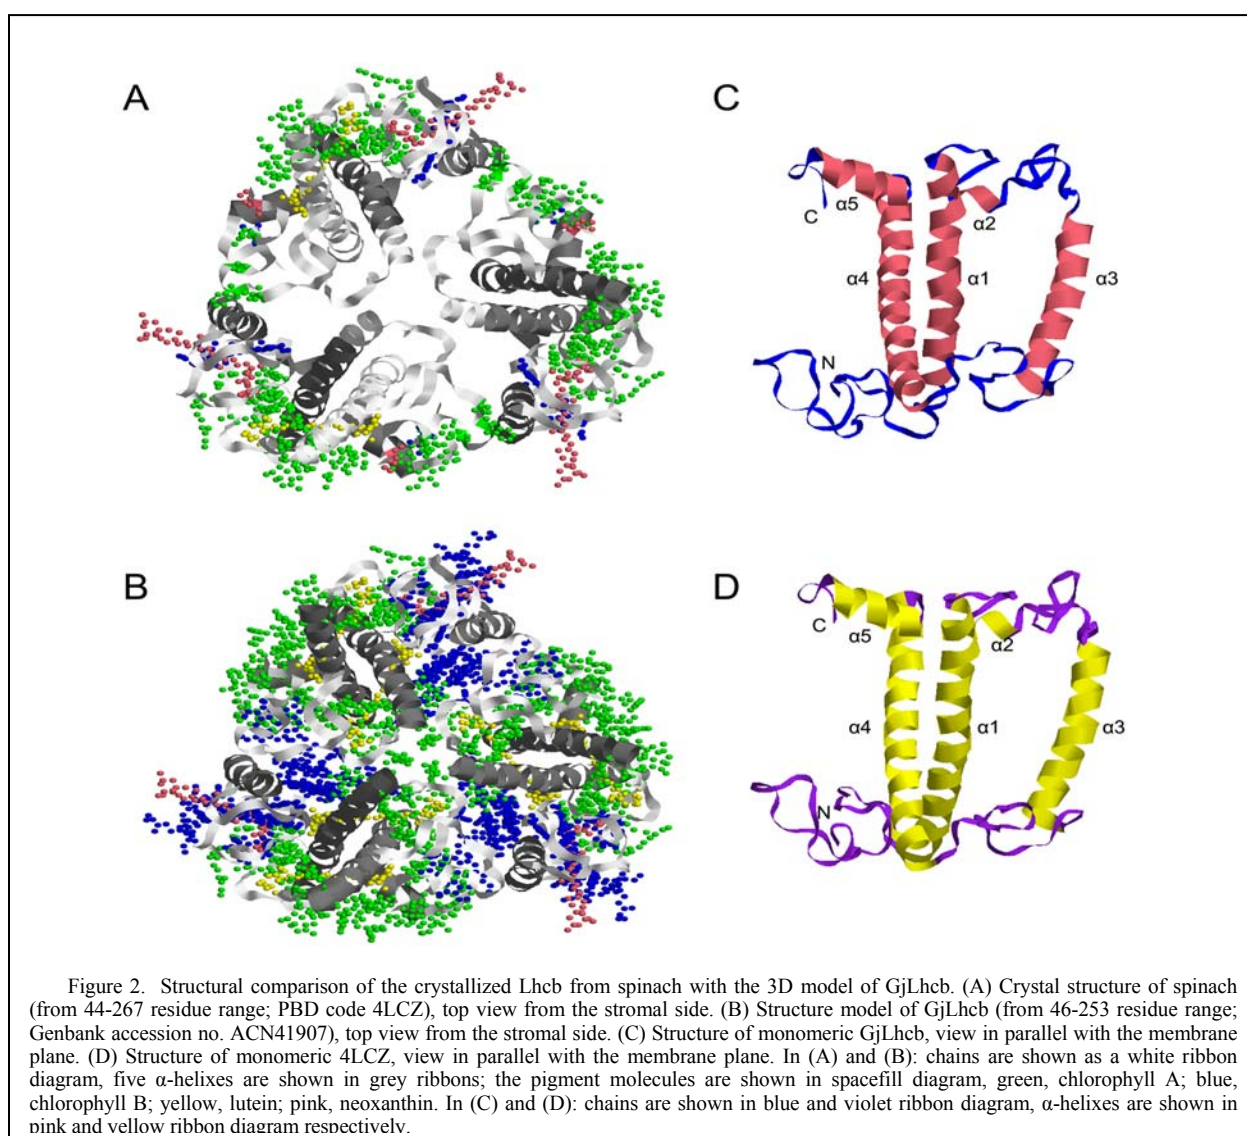 A
C
α5
C
α2
α4
α1
α3
N
B
D
C
α5
α2
α4
α1
α3
N
Figure 2. Structural comparison of the crystallized Lhcb from spinach with the 3D model of GjLhcb. (A) Crystal structure of spinach
(from 44-267 residue range; PBD code 4LCZ), top view from the stromal side. (B) Structure model of GjLhcb (from 46-253 residue range;
Genbank accession no. ACN41907), top view from the stromal side. (C) Structure of monomeric GjLhcb, view in parallel with the membrane
plane. (D) Structure of monomeric 4LCZ, view in parallel with the membrane plane. In (A) and (B): chains are shown as a white ribbon
diagram, five α-helixes are shown in grey ribbons; the pigment molecules are shown in spacefill diagram, green, chlorophyll A; blue,
chlorophyll B; yellow, lutein; pink, neoxanthin. In (C) and (D): chains are shown in blue and violet ribbon diagram, α-helixes are shown in
pink and yellow ribbon diagram respectively.